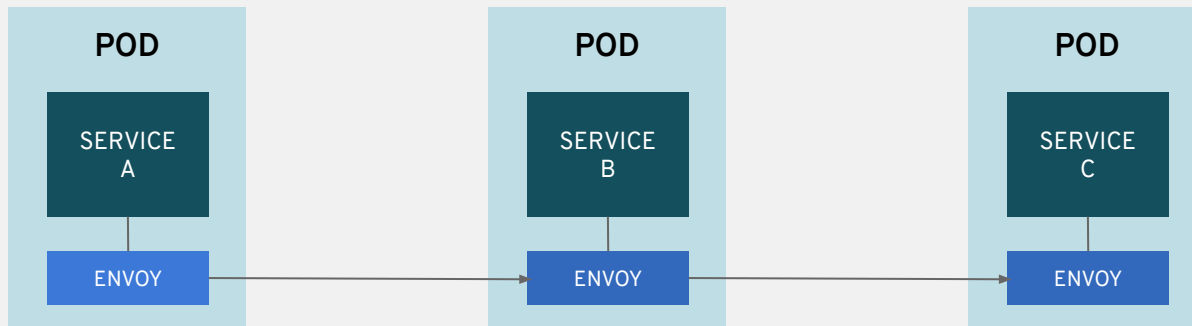 POD
SERVICE
A
ENVOY
POD
SERVICE
B
ENVOY
POD
SERVICE
C
ENVOY